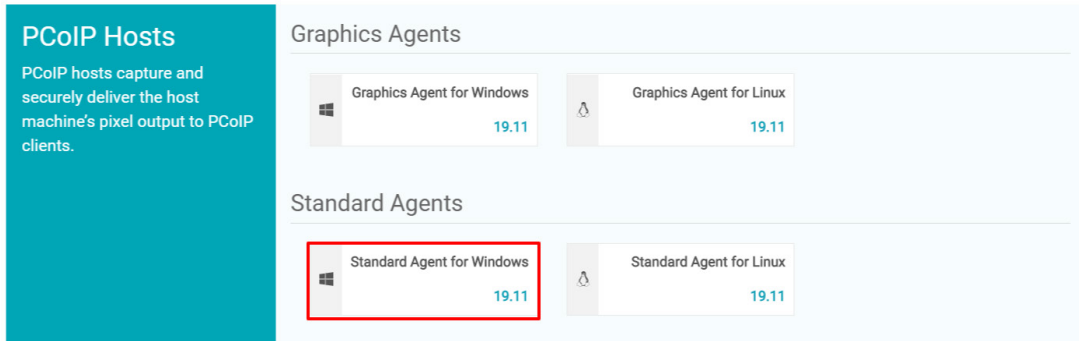 PCoIP Hosts
PCoIP hosts capture and
securely deliver the host
machine's pixel output to PCoIP
clients.
Graphics Agents
Graphics Agent for Windows
19.11
Graphics Agent for Linux
19.11
Standard Agents
Standard Agent for Windows
19.11
Standard Agent for Linux
19.11